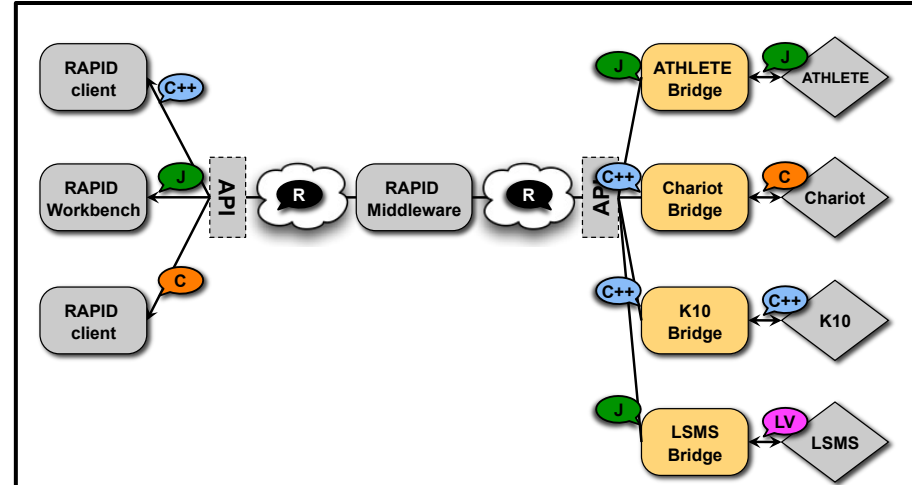 RAPID
client
C++
RAPID
Workbench
J
RAPID
client
C
API
R
RAPID
Middleware
R
API
J
ATHLETE
Bridge
J
ATHLETE
C++
Chariot
Bridge
C
Chariot
C++
K10
Bridge
C++
K10
J
LSMS
Bridge
LV
LSMS